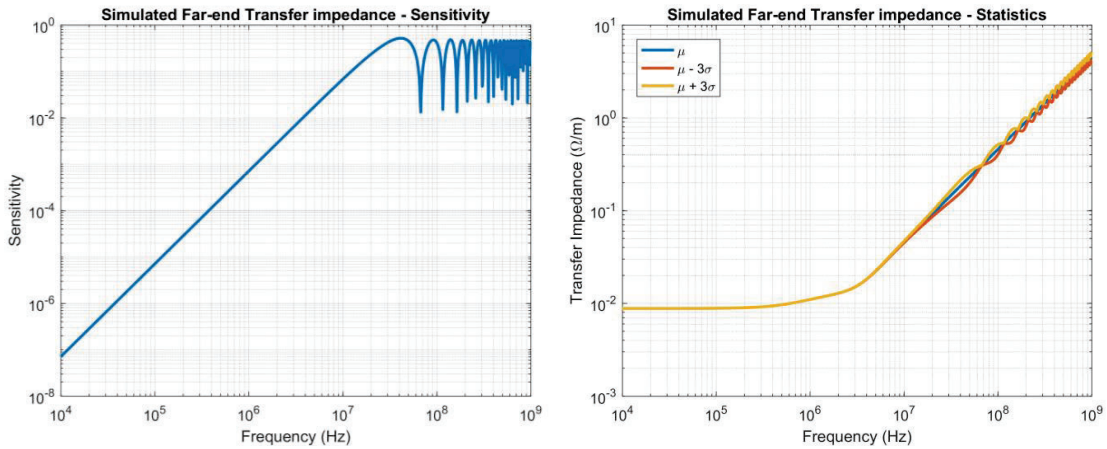 Simulated Far-end Transfer impedance - Sensitivity
10^0
10^-2
10^-4
10^-6
10^-8
Sensitivity
10^4 10^5 10^6 10^7 10^8 10^9
Frequency (Hz)
Simulated Far-end Transfer impedance - Statistics
μ
μ - 3σ
μ + 3σ
10^1
10^0
10^-1
10^-2
10^-3
Transfer Impedance (Ω/m)
10^4 10^5 10^6 10^7 10^8 10^9
Frequency (Hz)